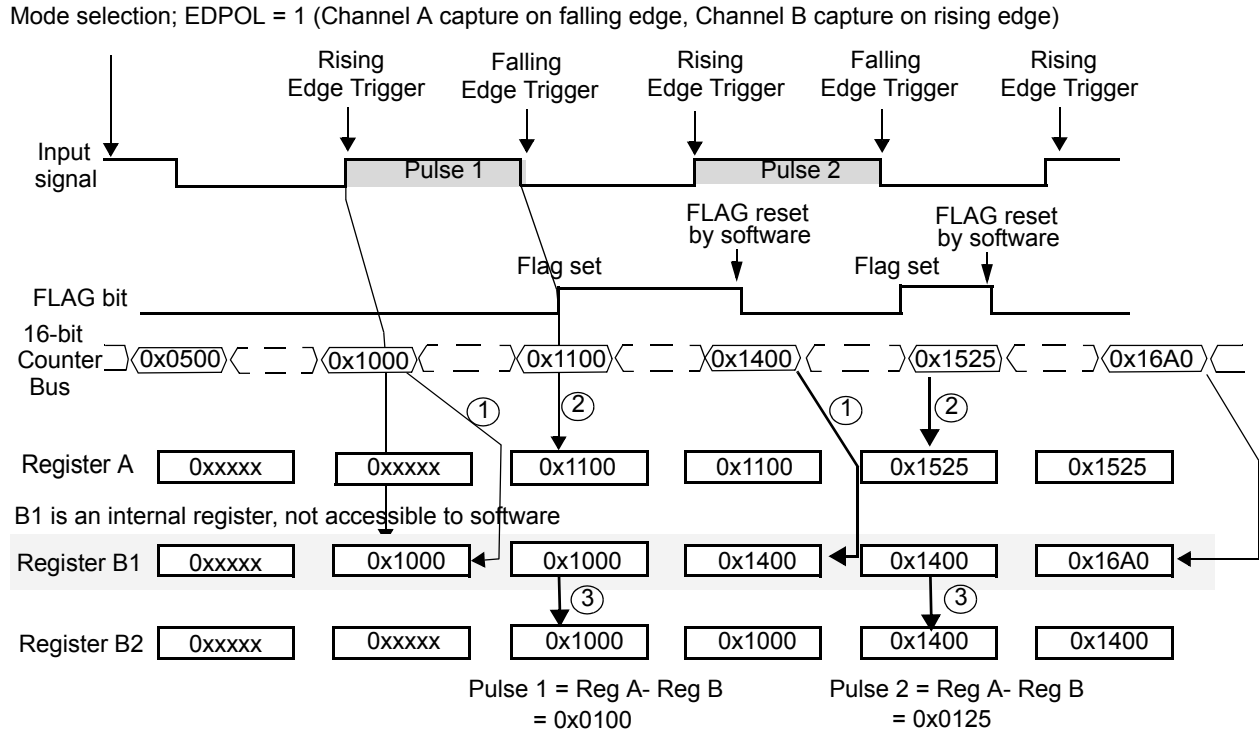 Mode selection; EDPOL = 1 (Channel A capture on falling edge, Channel B capture on rising edge)
Rising Edge Trigger
Falling Edge Trigger
Rising Edge Trigger
Falling Edge Trigger
Rising Edge Trigger
Input signal
Pulse 1
Pulse 2
FLAG reset by software
FLAG reset by software
Flag set
Flag set
FLAG bit
16-bit Counter Bus
0x0500 0x1000 0x1100 0x1400 0x1525 0x16A0
1 2 1 2
Register A 0xxxxx 0xxxxx 0x1100 0x1100 0x1525 0x1525
B1 is an internal register, not accessible to software
Register B1 0xxxxx 0x1000 0x1000 0x1400 0x1400 0x16A0
3 3
Register B2 0xxxxx 0xxxxx 0x1000 0x1000 0x1400 0x1400
Pulse 1 = Reg A- Reg B
= 0x0100
Pulse 2 = Reg A- Reg B
= 0x0125